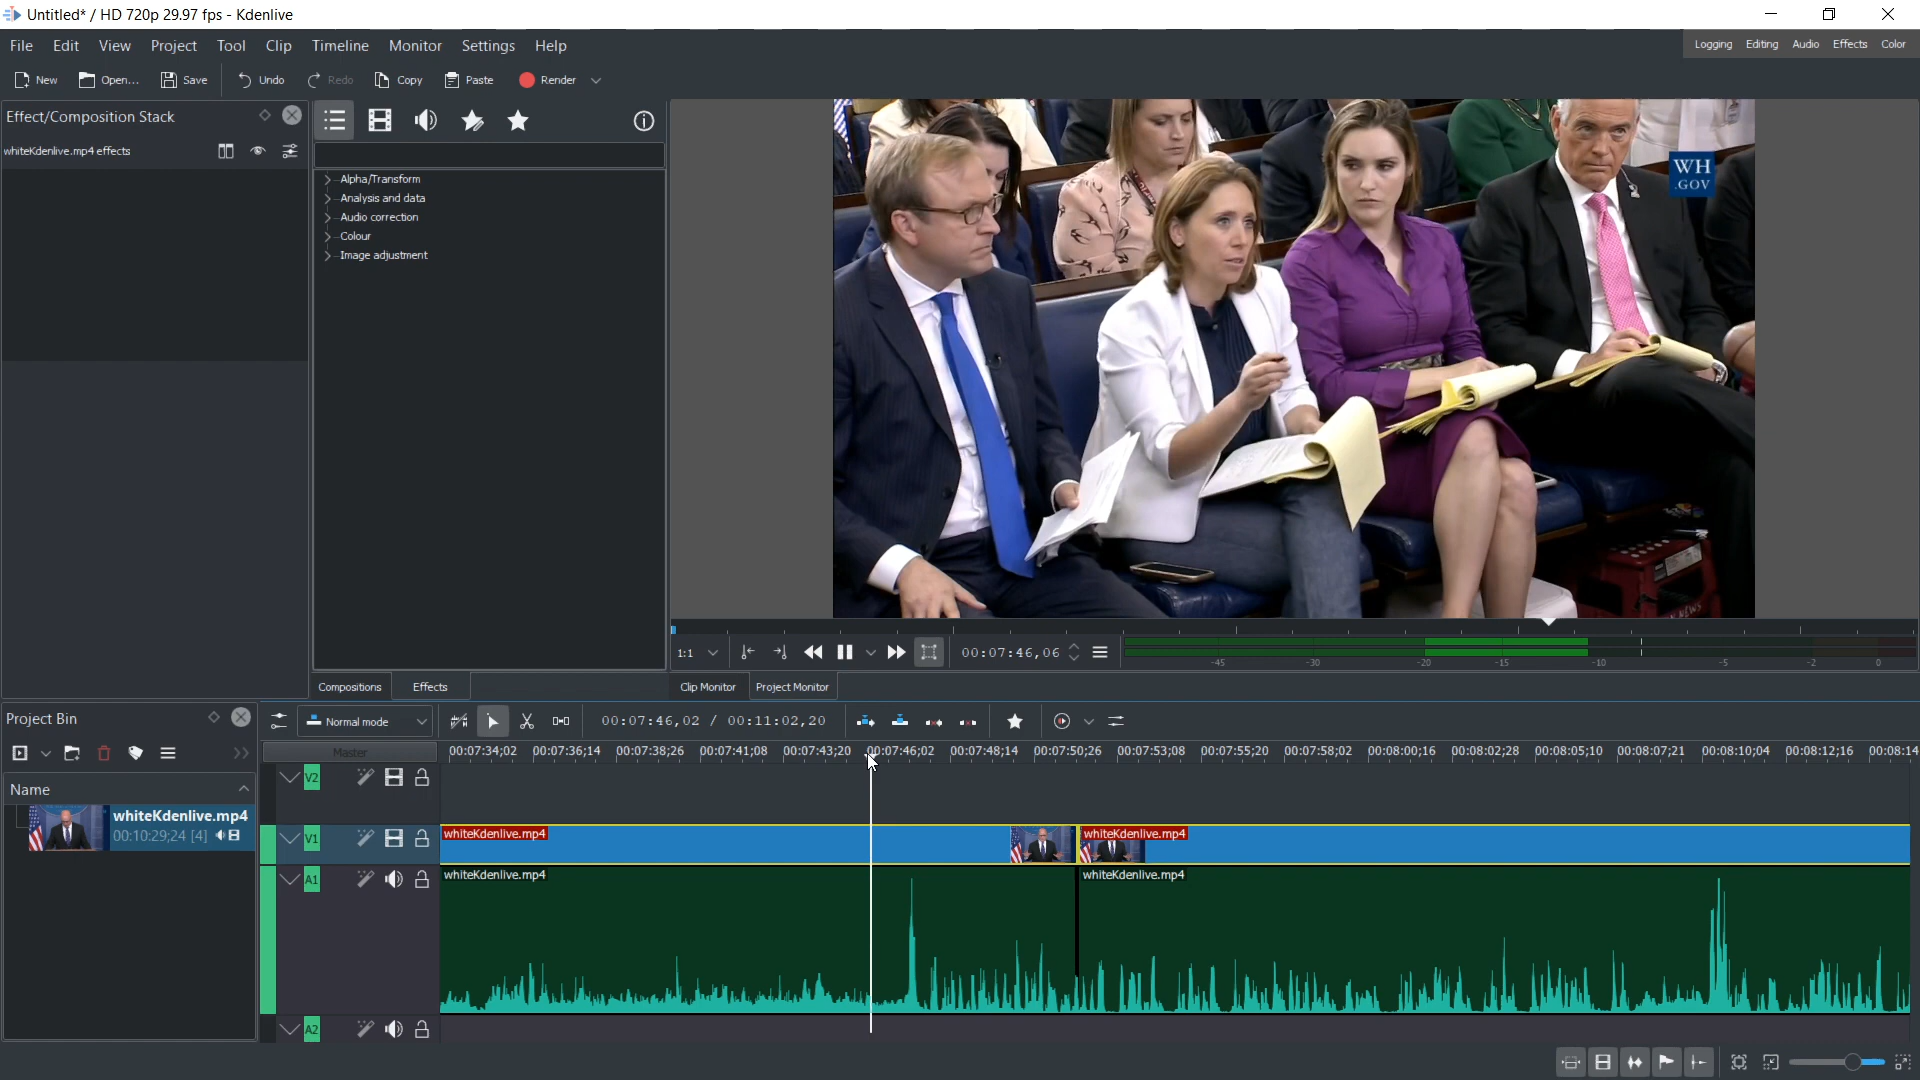 Untitled* / HD 720p 29.97 fps - Kdenlive
File Edit View Project Tool Clip Timeline Monitor Settings Help
Logging Editing Audio Effects Color
New Open... Save Undo Redo Copy Paste Render
Effect/Composition Stack
whiteKdenlive.mp4 effects
Alpha/Transform
Analysis and data
Audio correction
Colour
Image adjustment
WH
.GOV
1:1
00:07:46,06
-45 -30 -20 -15 -10 -5 -2 0
Compositions Effects
Clip Monitor Project Monitor
Project Bin
Normal mode
00:07:46,02 / 00:11:02,20
Master
00:07:34;02 00:07:36;14 00:07:38;26 00:07:41;08 00:07:43;20 00:07:46;02 00:07:48;14 00:07:50;26 00:07:53;08 00:07:55;20 00:07:58;02 00:08:00;16 00:08:02;28 00:08:05;10 00:08:07;21 00:08:10;04 00:08:12;16 00:08:14
Name
whiteKdenlive.mp4
00:10:29;24 [4]
V2
V1
whiteKdenlive.mp4
whiteKdenlive.mp4
A1
whiteKdenlive.mp4
whiteKdenlive.mp4
A2